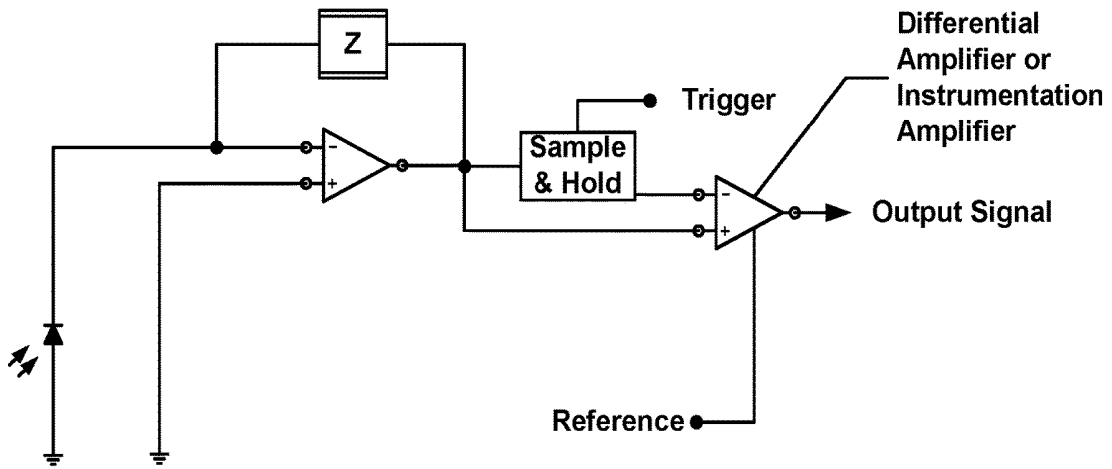 Z
Differential
Amplifier or
Instrumentation
Amplifier
Trigger
Sample
& Hold
-
+
-
+
Output Signal
Reference